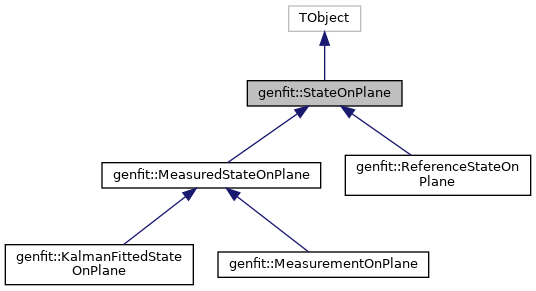 TObject
genfit::StateOnPlane
genfit::MeasuredStateOnPlane
genfit::ReferenceStateOn
Plane
genfit::KalmanFittedState
OnPlane
genfit::MeasurementOnPlane